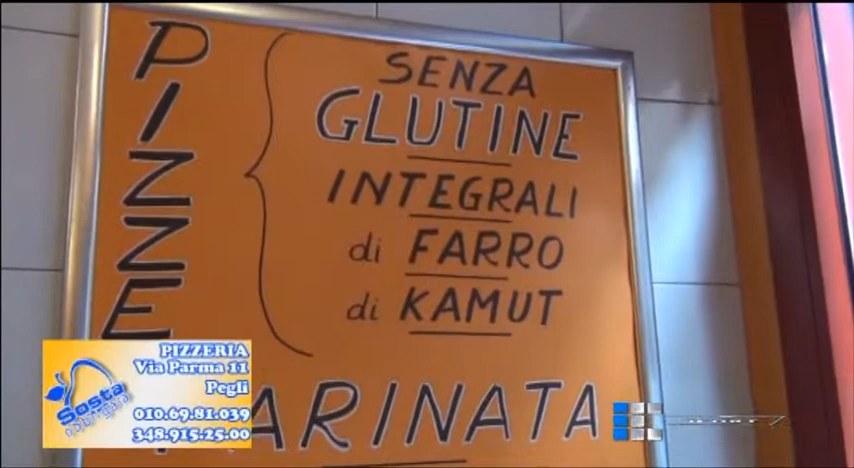 PIZZE
SENZA
GLUTINE
INTEGRALI
di FARRO
di KAMUT
ARINATA
PIZZERIA
Via Parma 11
Pegli
010.69.81.039
348.915.25.00
Sosta